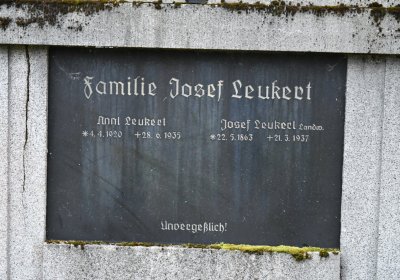 Familie Josef Leukert
Anni Leukert Josef Leukert Landw.
*4.4.1920 +28.6.1935 *22.5.1863 +21.3.1937
Unvergeßlich!